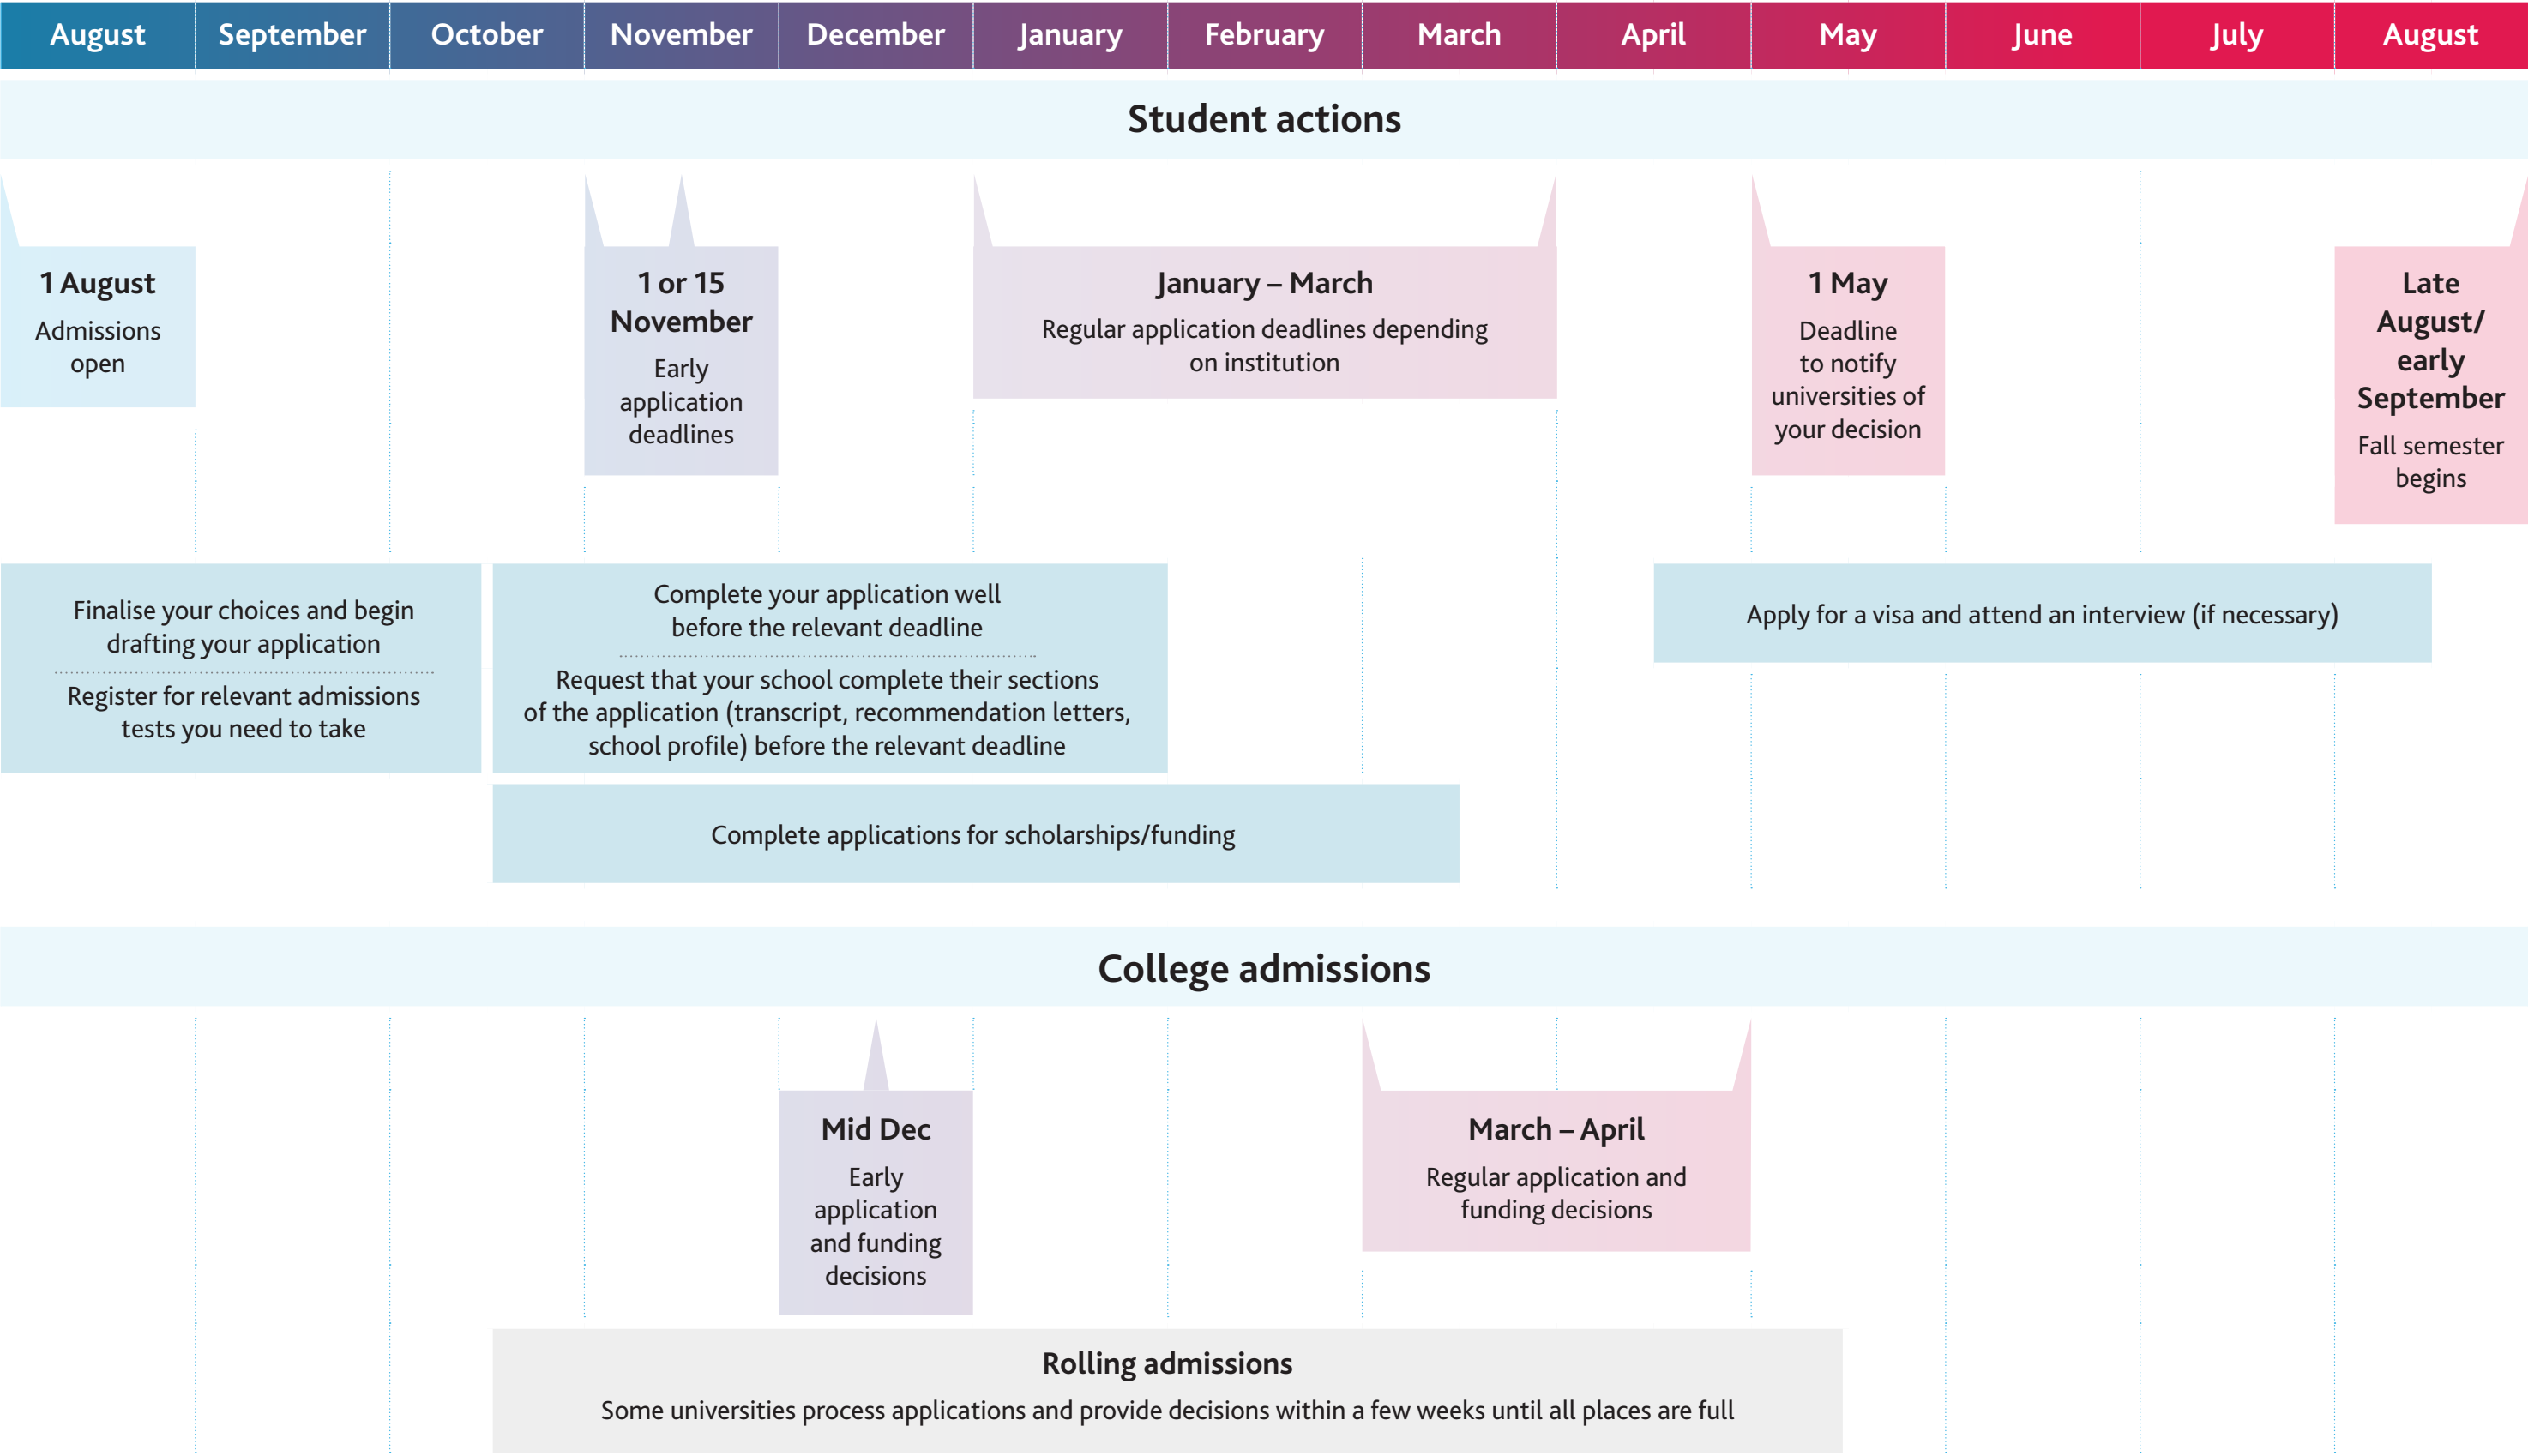 August September October November December January February March April May June July August
Student actions
1 August
Admissions
open
1 or 15
November
Early
application
deadlines
January – March
Regular application deadlines depending
on institution
1 May
Deadline
to notify
universities of
your decision
Late
August/
early
September
Fall semester
begins
Finalise your choices and begin
drafting your application
Register for relevant admissions
tests you need to take
Complete your application well
before the relevant deadline
Request that your school complete their sections
of the application (transcript, recommendation letters,
school profile) before the relevant deadline
Apply for a visa and attend an interview (if necessary)
Complete applications for scholarships/funding
College admissions
Mid Dec
Early
application
and funding
decisions
March – April
Regular application and
funding decisions
Rolling admissions
Some universities process applications and provide decisions within a few weeks until all places are full